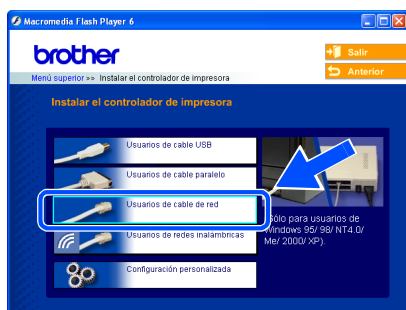 Macromedia Flash Player 6
brother
Salir
Anterior
Menú superior >> Instalar el controlador de impresora
Instalar el controlador de impresora
Usuarios de cable USB
Usuarios de cable paralelo
Usuarios de cable de red
Usuarios de redes inalámbricas
Configuración personalizada
Sólo para usuarios de
Windows 95/ 98/ NT4.0/
Me/ 2000/ XP).